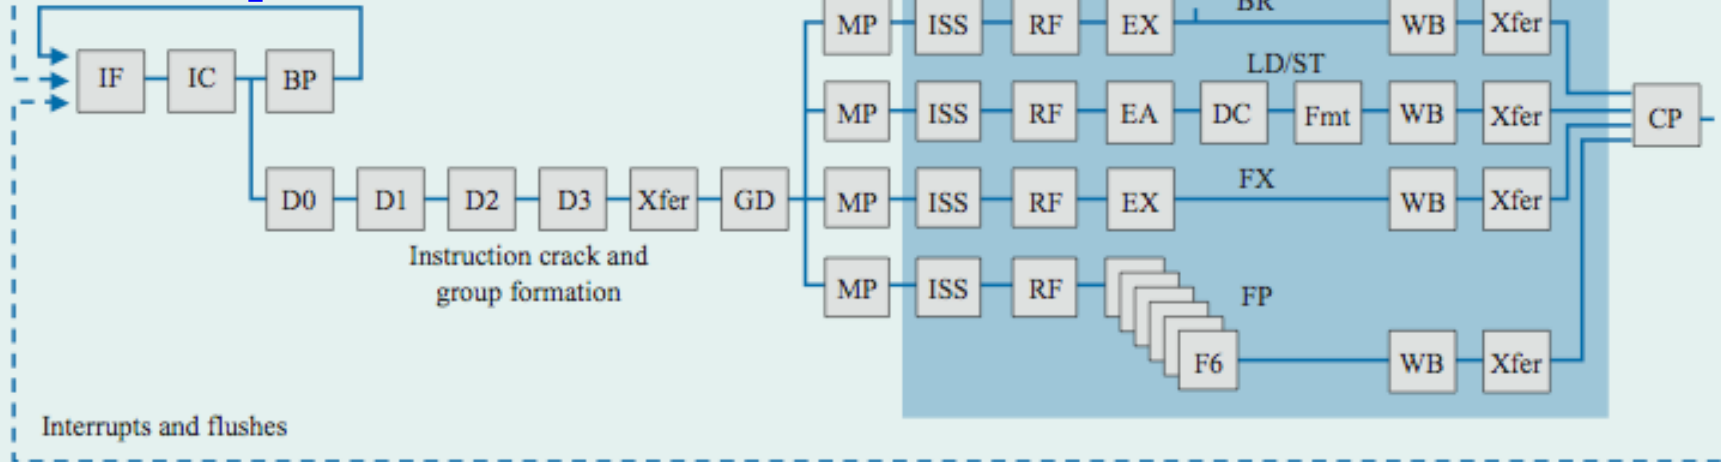 MP ISS RF EX BR WB Xfer
IF IC BP
LD/ST
MP ISS RF EA DC Fmt WB Xfer CP
D0 D1 D2 D3 Xfer GD MP ISS RF EX FX WB Xfer
Instruction crack and
group formation
MP ISS RF FP
F6 WB Xfer
Interrupts and flushes